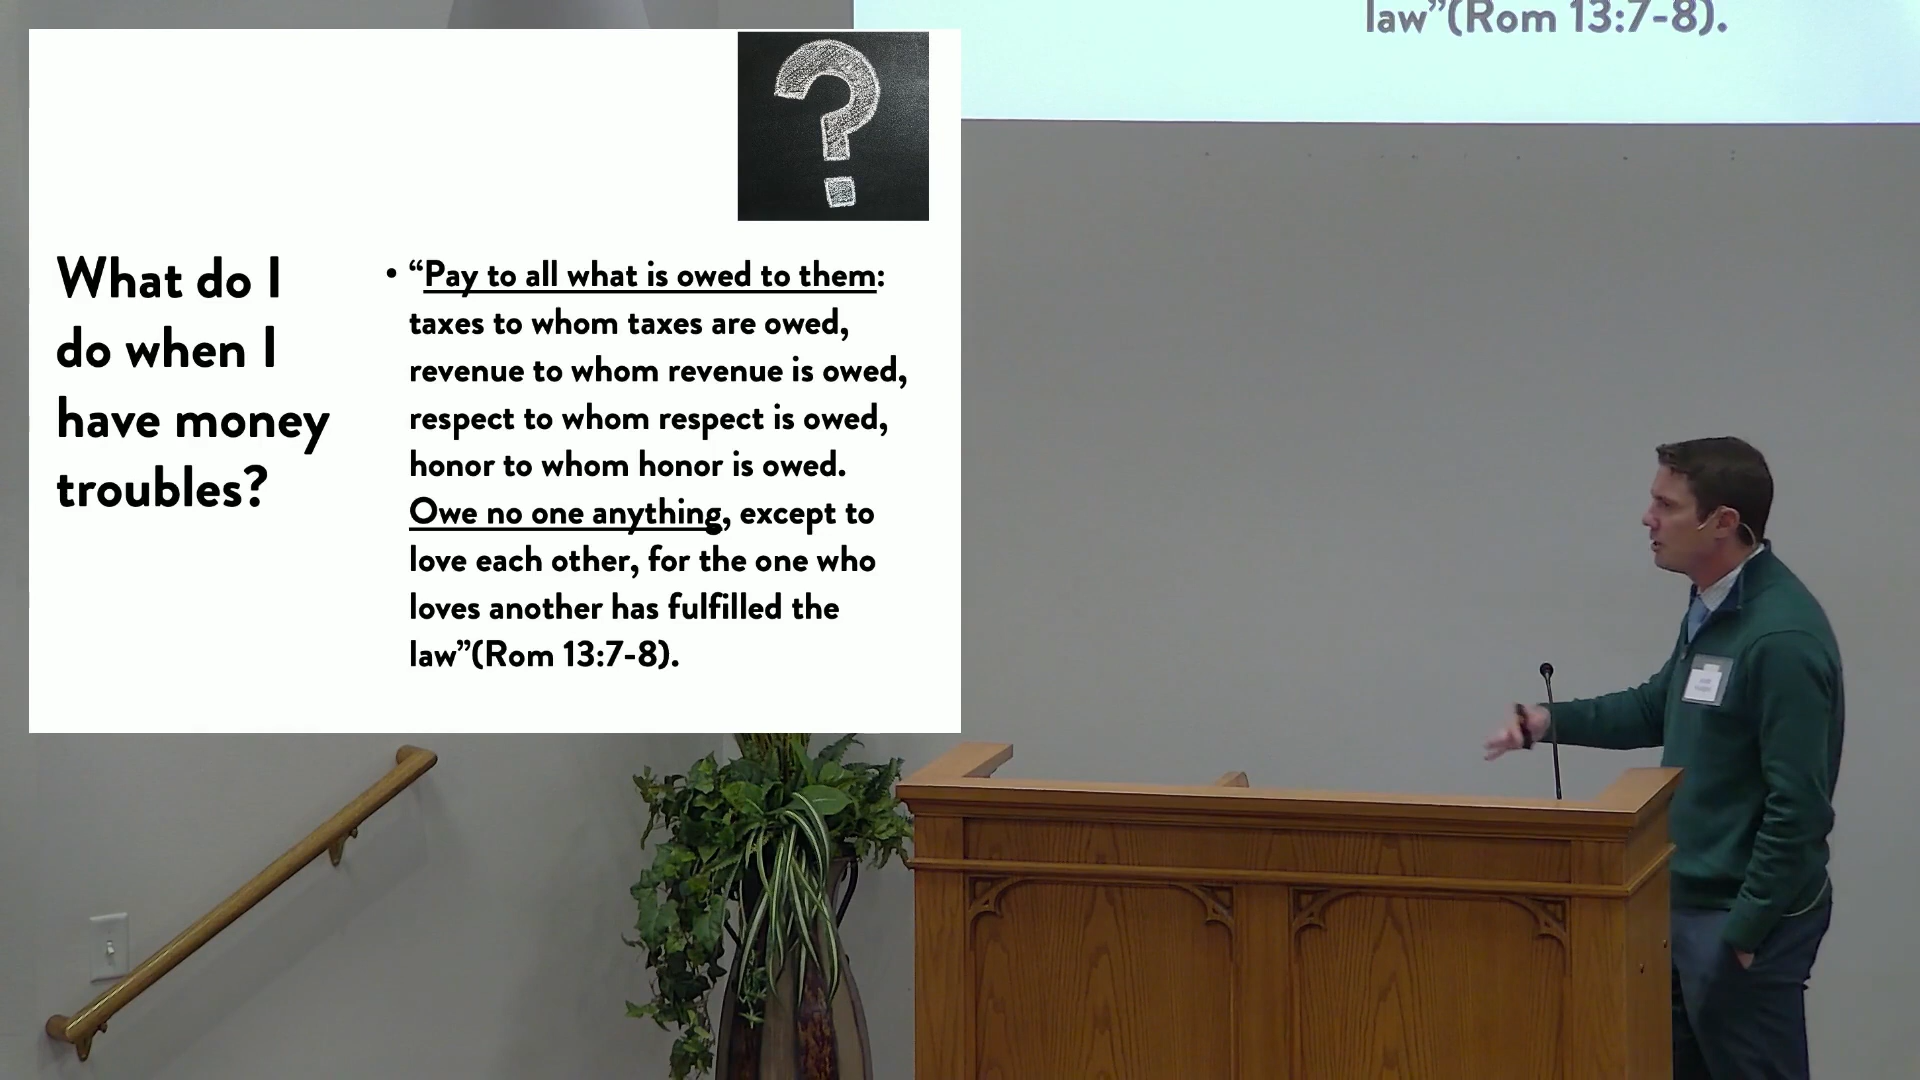 law”(Rom 13:7-8).
What do I
do when I
have money
troubles?
• “Pay to all what is owed to them:
taxes to whom taxes are owed,
revenue to whom revenue is owed,
respect to whom respect is owed,
honor to whom honor is owed.
Owe no one anything, except to
love each other, for the one who
loves another has fulfilled the
law”(Rom 13:7-8).